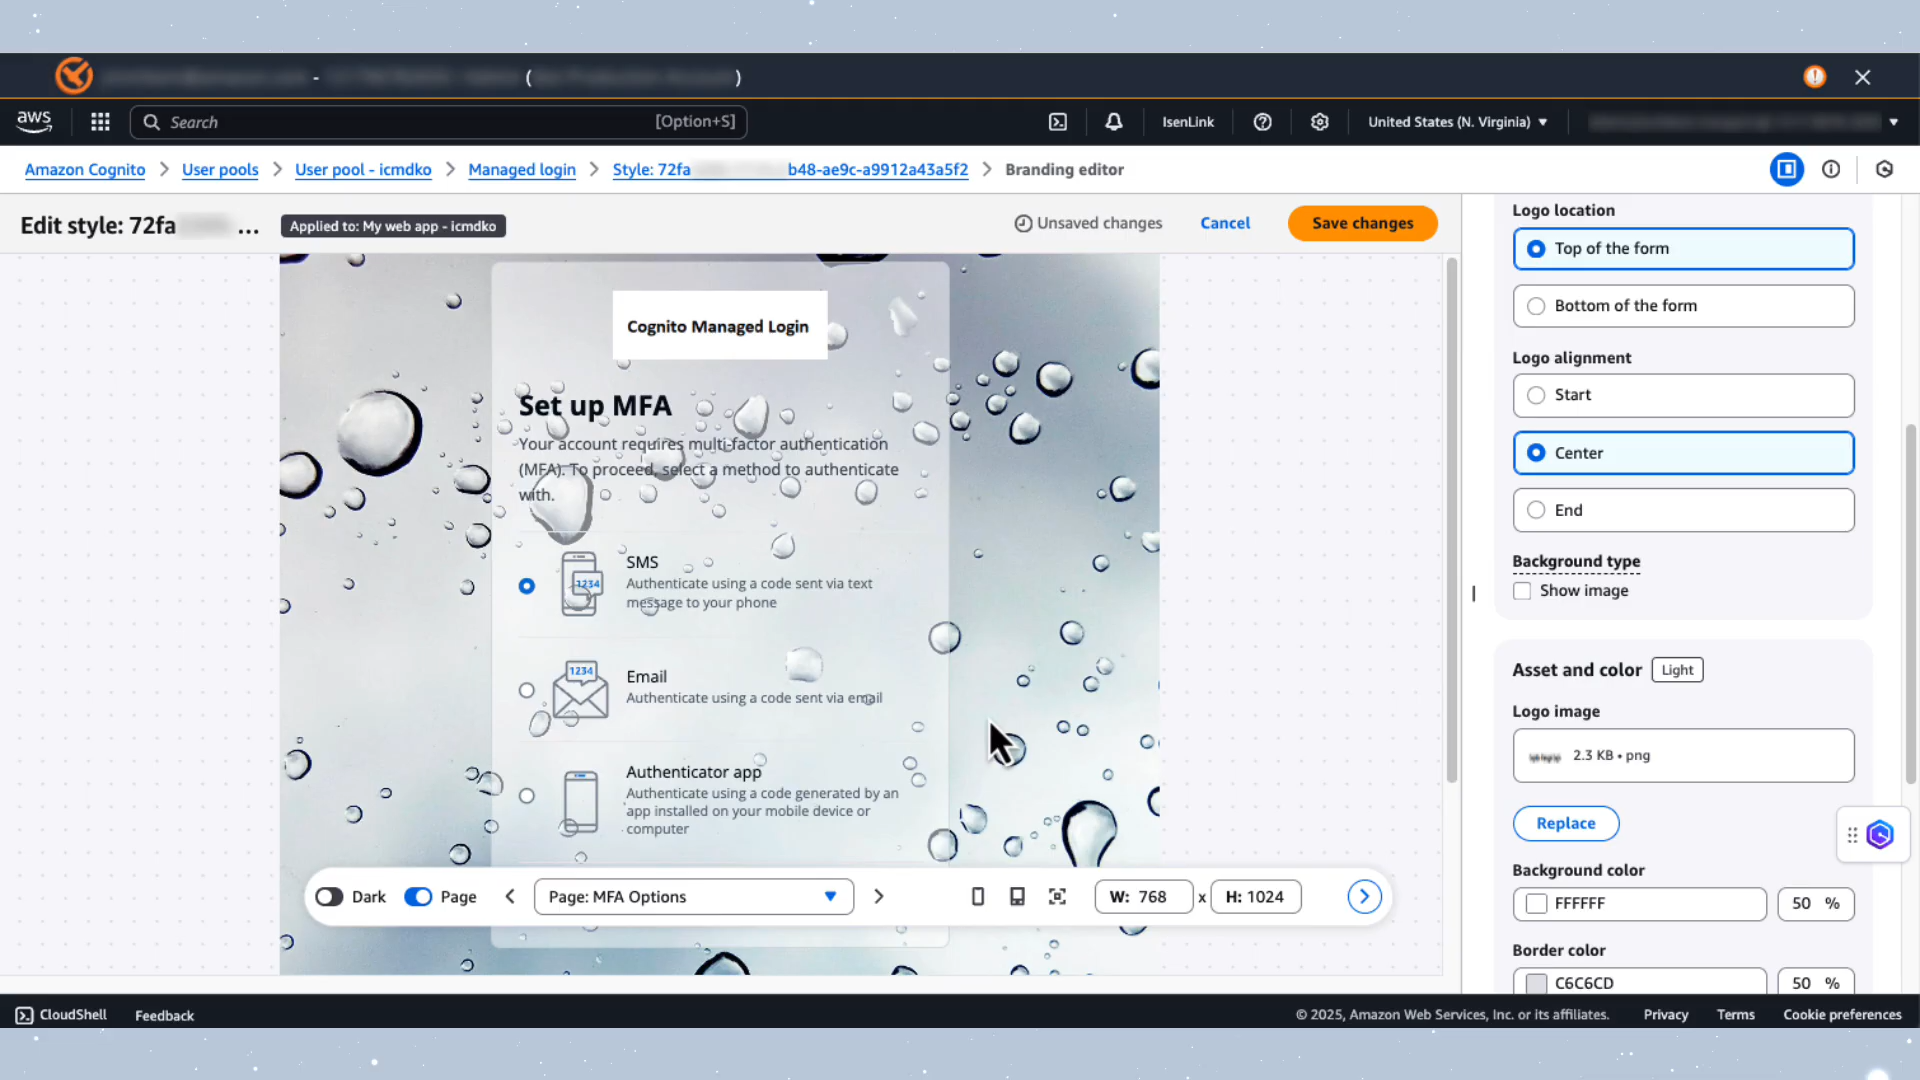 - ( )
aws
Search [Option+S]
IsenLink
United States (N. Virginia)
Amazon Cognito > User pools > User pool - icmdko > Managed login > Style: 72fa b48-ae9c-a9912a43a5f2 > Branding editor
Edit style: 72fa ...
Applied to: My web app - icmdko
Unsaved changes
Cancel
Save changes
Cognito Managed Login
Set up MFA
Your account requires multi-factor authentication
(MFA). To proceed, select a method to authenticate
with.
1234
SMS
Authenticate using a code sent via text
message to your phone
1234
Email
Authenticate using a code sent via email
Authenticator app
Authenticate using a code generated by an
app installed on your mobile device or
computer
Dark
Page
Page: MFA Options
W: 768 x H: 1024
Logo location
Top of the form
Bottom of the form
Logo alignment
Start
Center
End
Background type
Show image
Asset and color Light
Logo image
2.3 KB • png
Replace
Background color
FFFFFF 50 %
Border color
C6C6CD 50 %
CloudShell
Feedback
© 2025, Amazon Web Services, Inc. or its affiliates.
Privacy
Terms
Cookie preferences